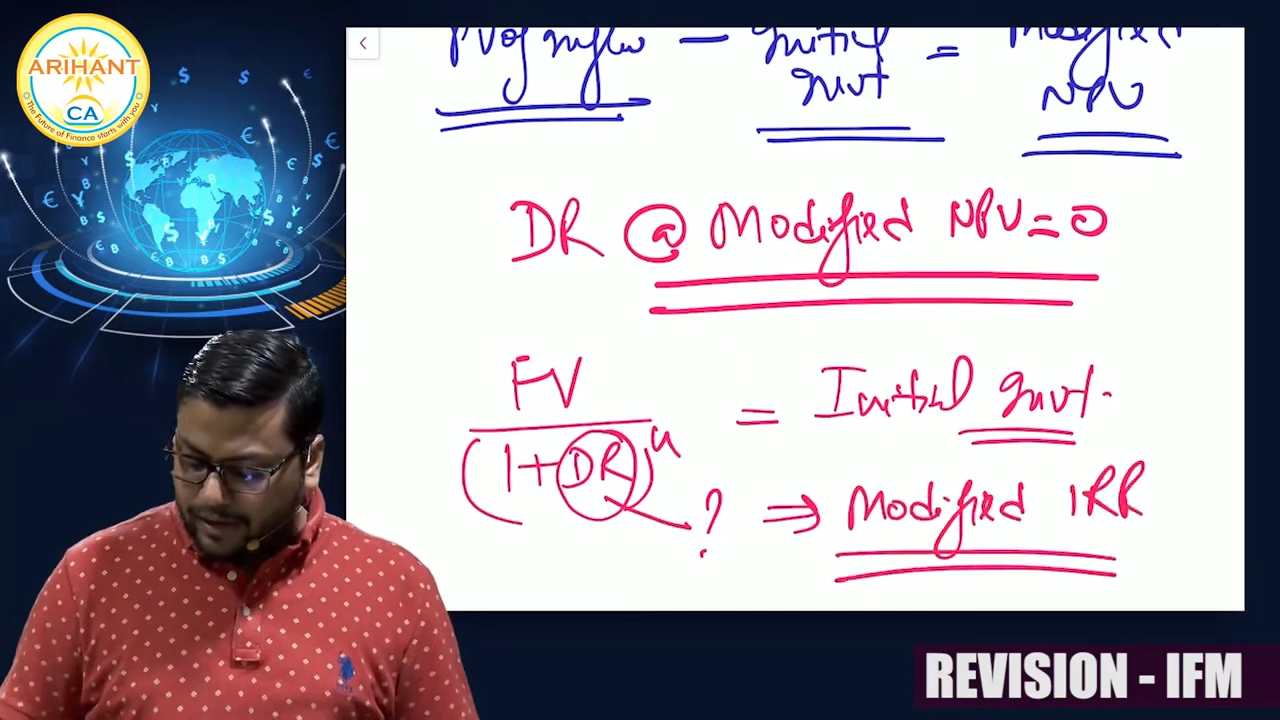 ARIHANT
CA
The Future of Finance starts with you
PV of inflow - Initial = Modified
Invt NPV
DR @ Modified NPV = 0
FV
(1+DR)^n = Initial Invt.
? ⇒ Modified IRR
REVISION - IFM